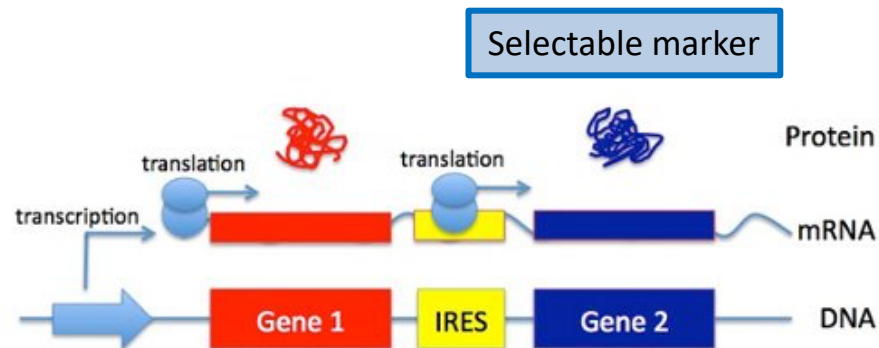 Selectable marker
Protein
translation
translation
transcription
mRNA
Gene 1
IRES
Gene 2
DNA